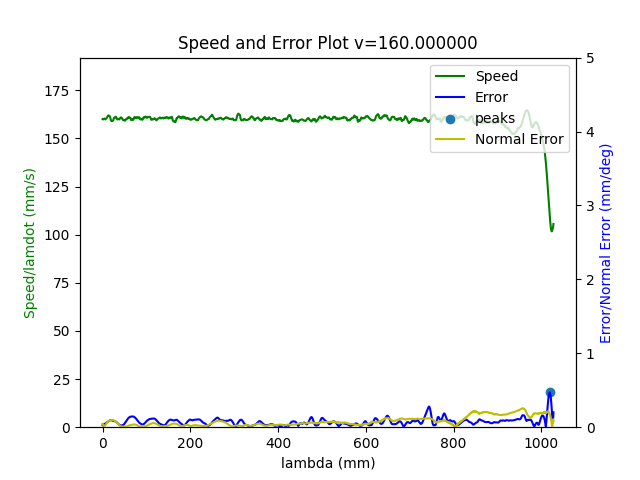 Speed and Error Plot v=160.000000
Speed
Error
peaks
Normal Error
175
150
125
100
75
50
25
0
Speed/lamdot (mm/s)
5
4
3
2
1
0
Error/Normal Error (mm/deg)
0 200 400 600 800 1000
lambda (mm)